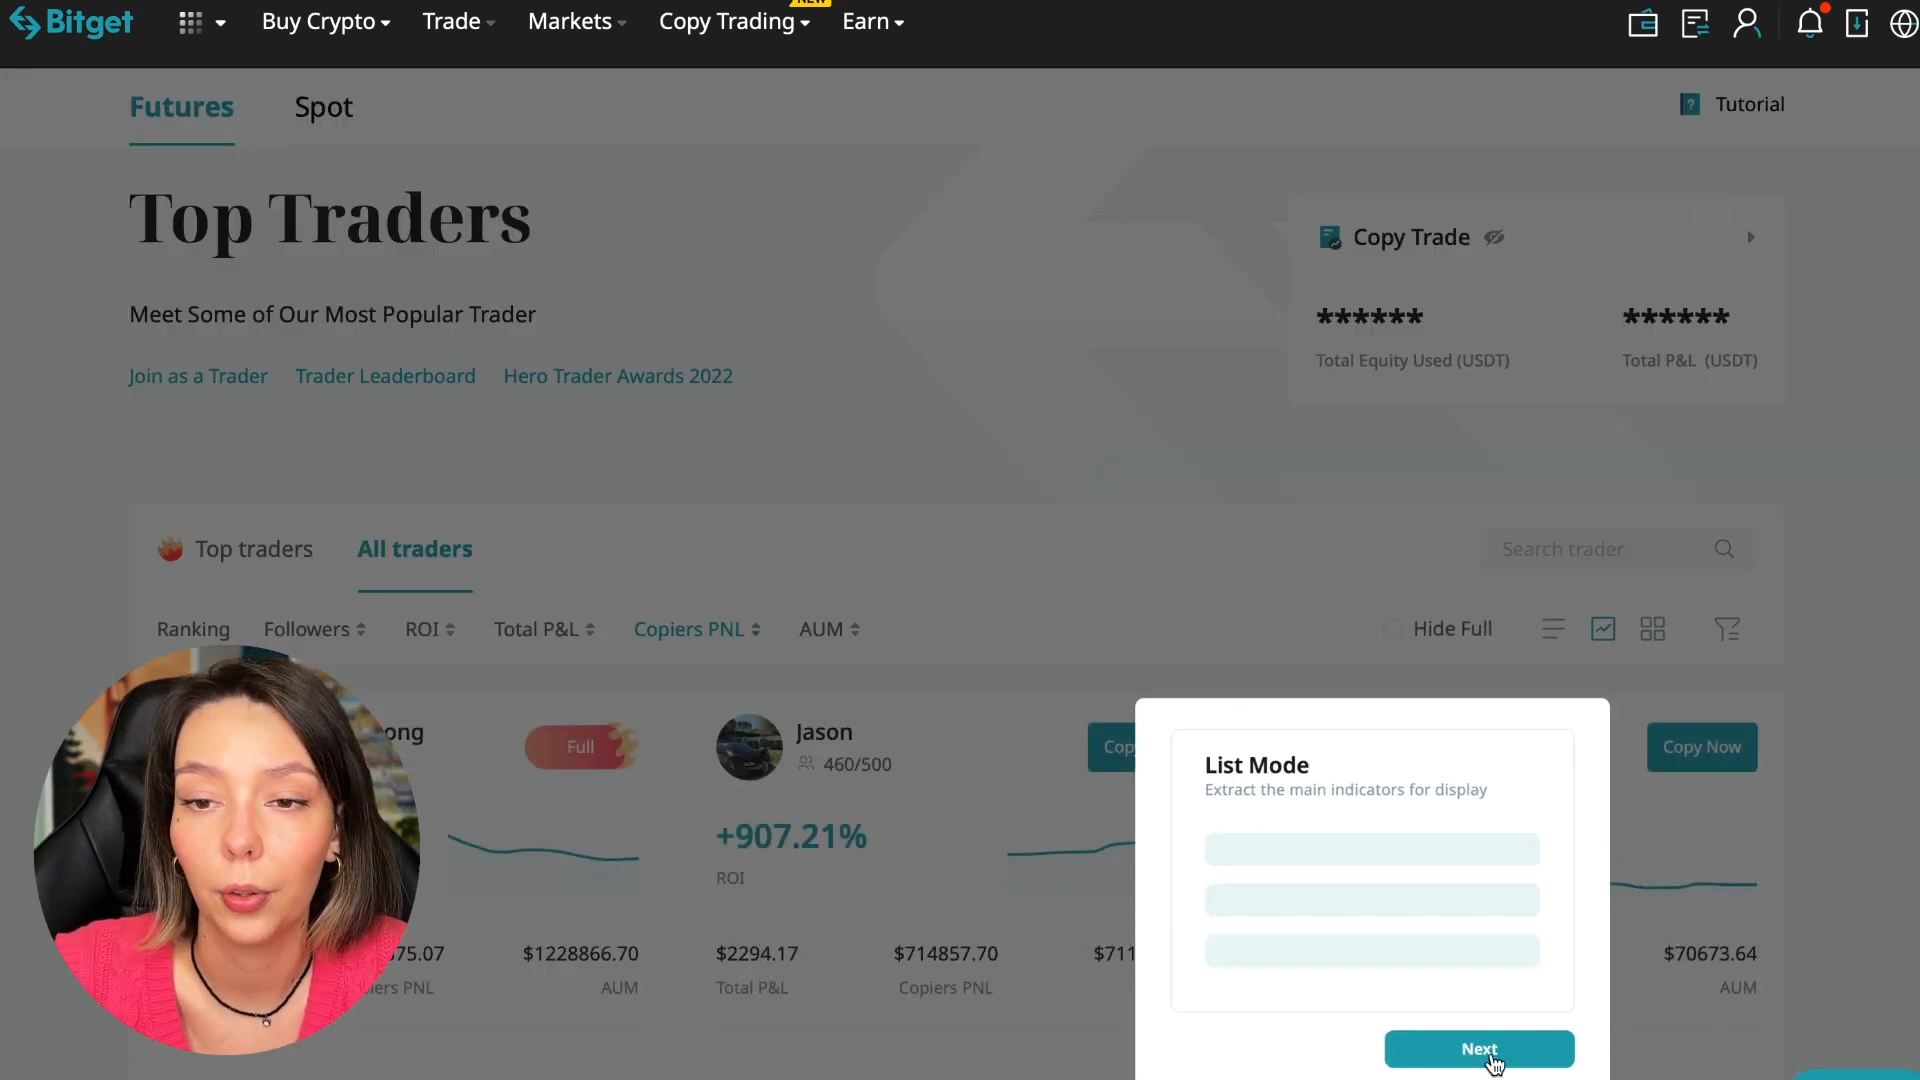 Bitget
Buy Crypto
Trade
Markets
Copy Trading
NEW
Earn
Futures
Spot
Tutorial
Top Traders
Meet Some of Our Most Popular Trader
Join as a Trader
Trader Leaderboard
Hero Trader Awards 2022
Copy Trade
******
******
Total Equity Used (USDT)
Total P&L (USDT)
Top traders
All traders
Search trader
Ranking
Followers
ROI
Total P&L
Copiers PNL
AUM
Hide Full
ong
Full
Jason
460/500
Cop
Copy Now
List Mode
Extract the main indicators for display
+907.21%
ROI
75.07
$1228866.70
$2294.17
$714857.70
$711
$70673.64
iers PNL
AUM
Total P&L
Copiers PNL
AUM
Next